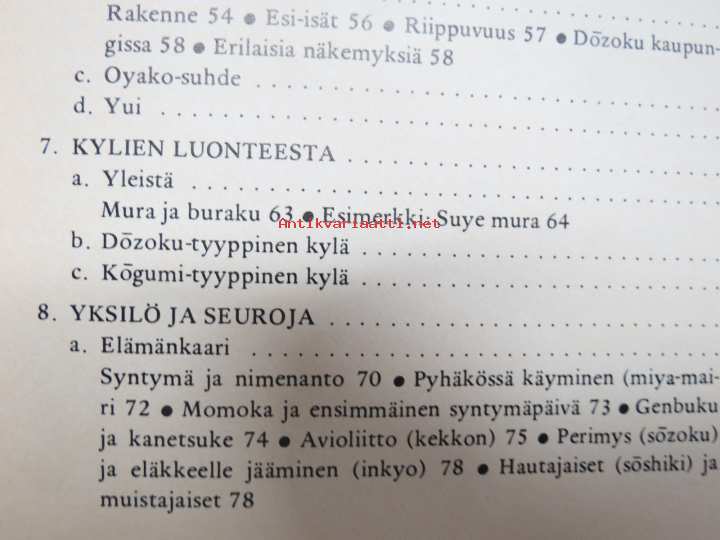 Rakenne 54 ● Esi-isät 56 ● Riippuvuus 57 ● Dōzoku kaupun-
gissa 58 ● Erilaisia näkemyksiä 58
c. Oyako-suhde . . . . . . . . . . . . . . . . . . . .
d. Yui . . . . . . . . . . . . . . . . . . . . . . . .
7. KYLIEN LUONTEESTA . . . . . . . . . . . . . . . .
a. Yleistä . . . . . . . . . . . . . . . . . . . . . .
Mura ja buraku 63 ● Esimerkki: Suye mura 64
Antikvariaatti.net
b. Dōzoku-tyyppinen kylä . . . . . . . . . . . . . . .
c. Kōgumi-tyyppinen kylä . . . . . . . . . . . . . . .
8. YKSILÖ JA SEUROJA . . . . . . . . . . . . . . . .
a. Elämänkaari . . . . . . . . . . . . . . . . . . . .
Syntymä ja nimenanto 70 ● Pyhäkössä käyminen (miya-mai-
ri 72 ● Momoka ja ensimmäinen syntymäpäivä 73 ● Genbuku
ja kanetsuke 74 ● Avioliitto (kekkon) 75 ● Perimys (sōzoku)
ja eläkkeelle jääminen (inkyo) 78 ● Hautajaiset (sōshiki) ja
muistajaiset 78